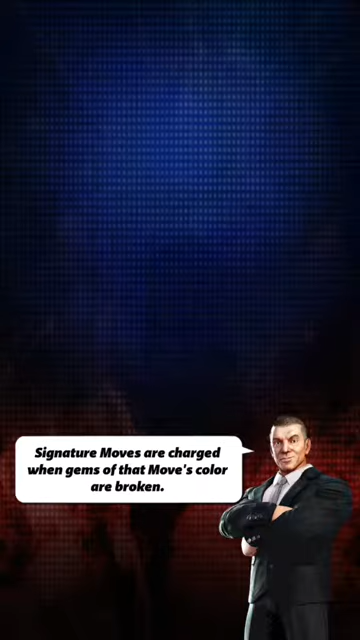 Signature Moves are charged
when gems of that Move's color
are broken.